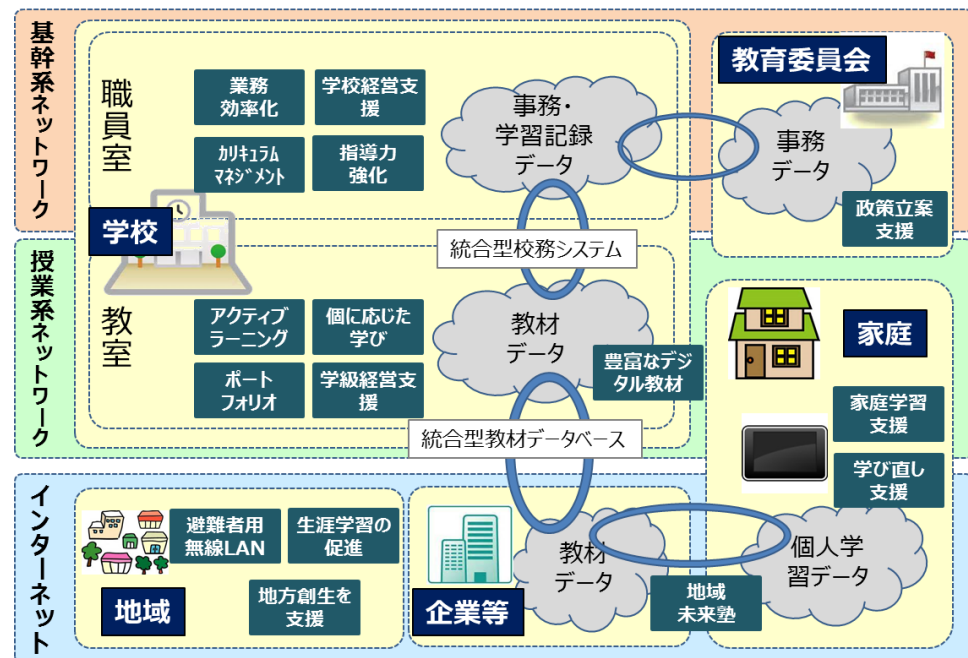 基幹系ネットワーク
職員室
業務
効率化
学校経営支
援
ｶﾘｷｭﾗﾑ
ﾏﾈｼﾞﾒﾝﾄ
指導力
強化
事務・
学習記録
データ
教育委員会
事務
データ
政策立案
支援
学校
統合型校務システム
授業系ネットワーク
教室
アクティブ
ラーニング
個に応じた
学び
ポート
フォリオ
学級経営支
援
教材
データ
豊富なデジ
タル教材
統合型教材データベース
家庭
家庭学習
支援
学び直し
支援
インターネット
避難者用
無線LAN
生涯学習の
促進
地方創生を
支援
地域
企業等
教材
データ
地域
未来塾
個人学
習データ